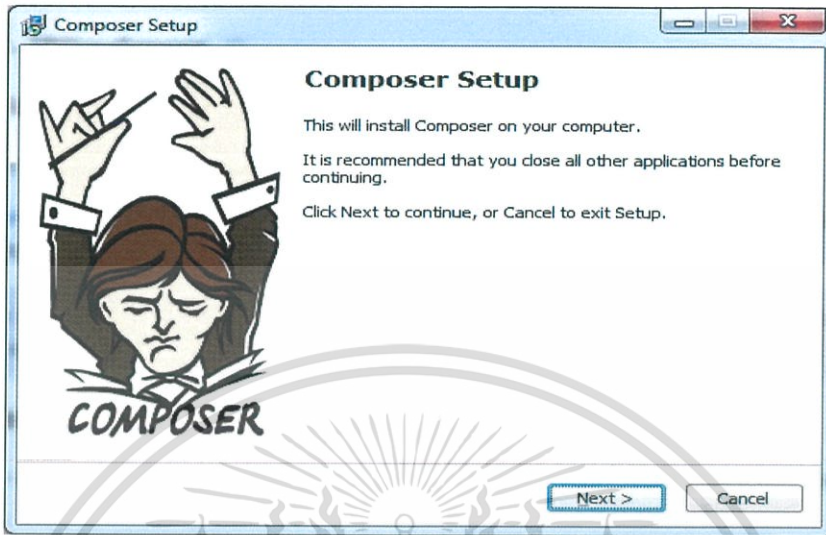 Composer Setup
Composer Setup
This will install Composer on your computer.
It is recommended that you close all other applications before
continuing.
Click Next to continue, or Cancel to exit Setup.
COMPOSER
Next >
Cancel